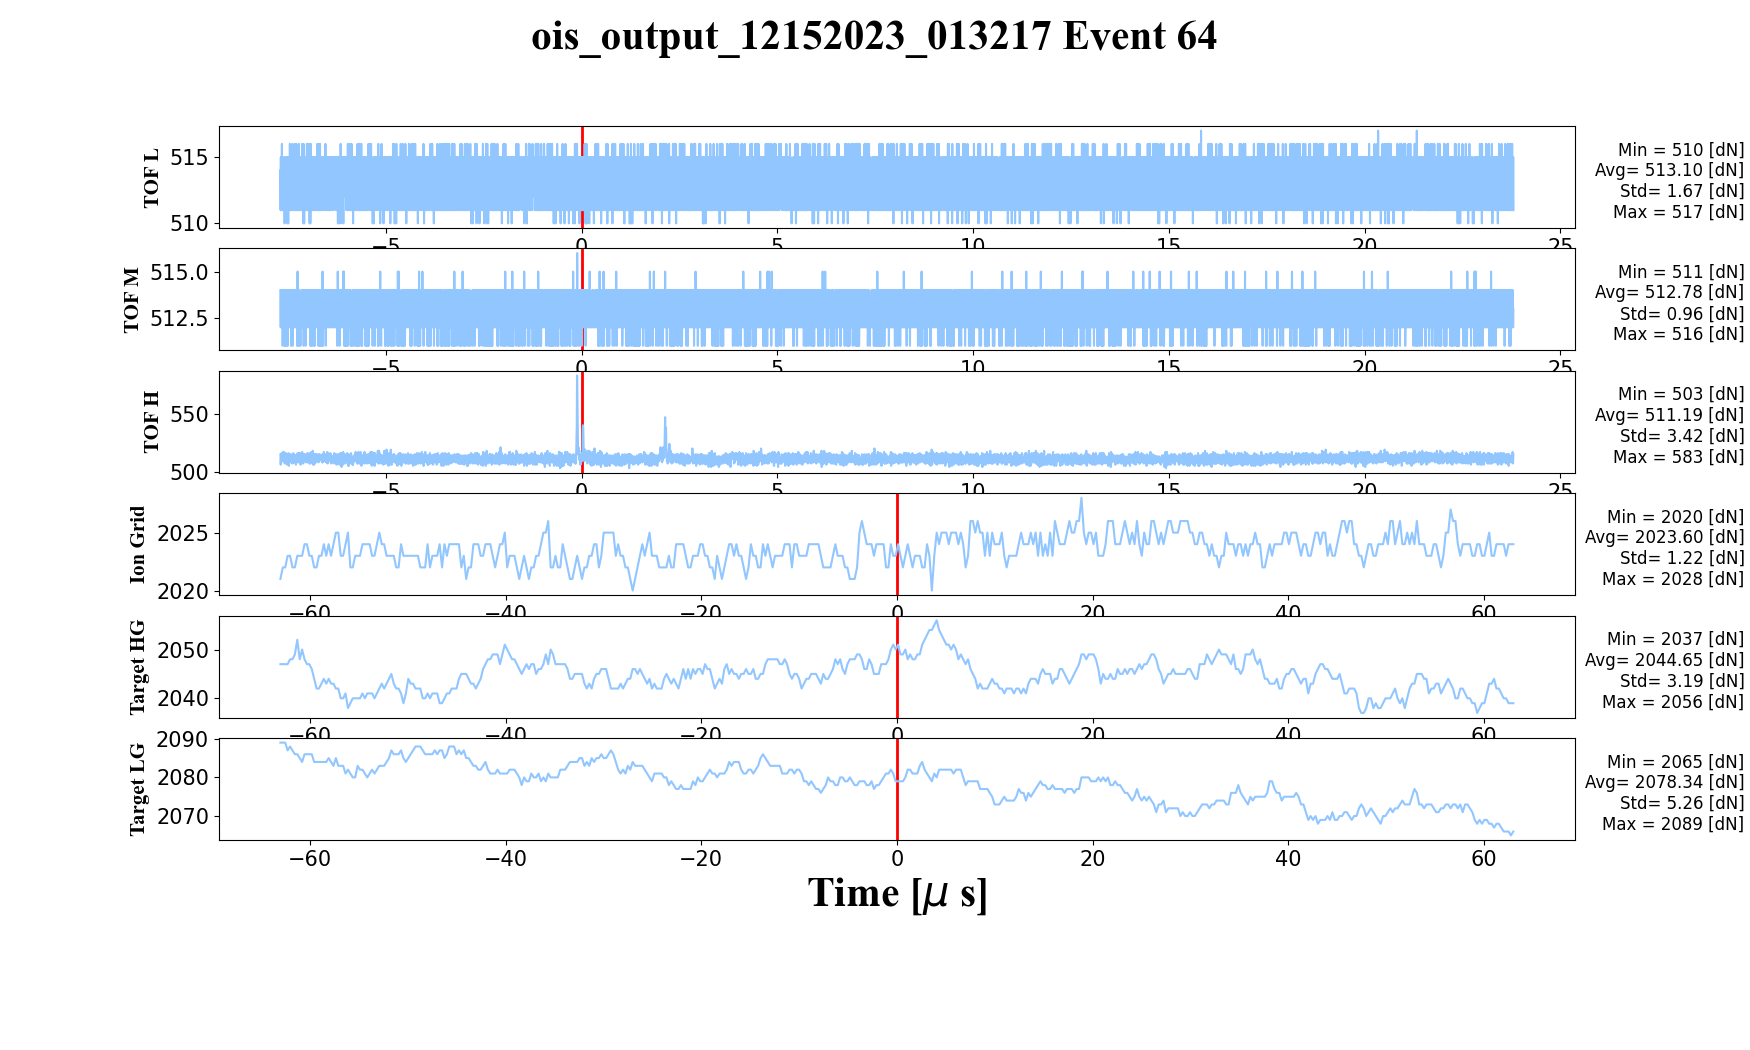 ois_output_12152023_013217 Event 64
TOF L
515
510
−5
0
5
10
15
20
25
Min = 510 [dN]
Avg= 513.10 [dN]
Std= 1.67 [dN]
Max = 517 [dN]
TOF M
515.0
512.5
−5
0
5
10
15
20
25
Min = 511 [dN]
Avg= 512.78 [dN]
Std= 0.96 [dN]
Max = 516 [dN]
TOF H
550
500
−5
0
5
10
15
20
25
Min = 503 [dN]
Avg= 511.19 [dN]
Std= 3.42 [dN]
Max = 583 [dN]
Ion Grid
2025
2020
−60
−40
−20
0
20
40
60
Min = 2020 [dN]
Avg= 2023.60 [dN]
Std= 1.22 [dN]
Max = 2028 [dN]
Target HG
2050
2040
−60
−40
−20
0
20
40
60
Min = 2037 [dN]
Avg= 2044.65 [dN]
Std= 3.19 [dN]
Max = 2056 [dN]
Target LG
2090
2080
2070
−60
−40
−20
0
20
40
60
Min = 2065 [dN]
Avg= 2078.34 [dN]
Std= 5.26 [dN]
Max = 2089 [dN]
Time [μ s]